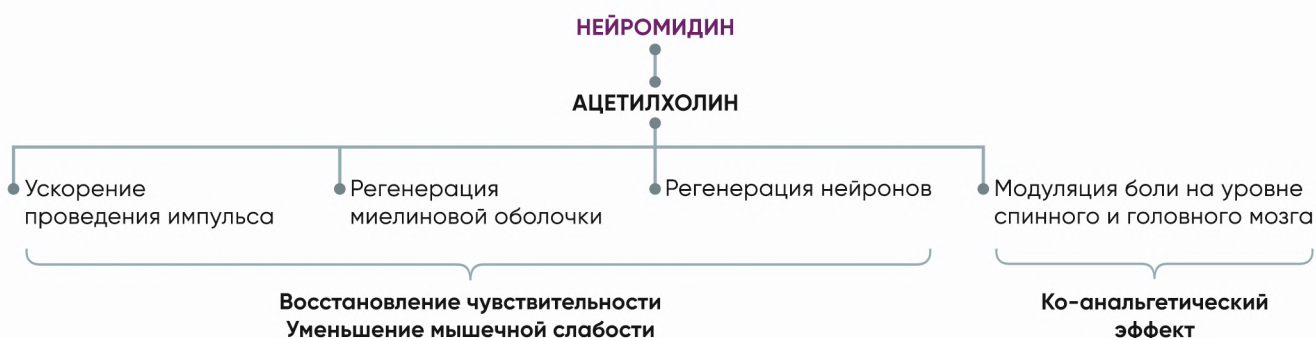 НЕЙРОМИДИН
АЦЕТИЛХОЛИН
Ускорение
проведения импульса
Регенерация
миелиновой оболочки
Регенерация нейронов
Модуляция боли на уровне
спинного и головного мозга
Восстановление чувствительности
Уменьшение мышечной слабости
Ко-анальгетический
эффект